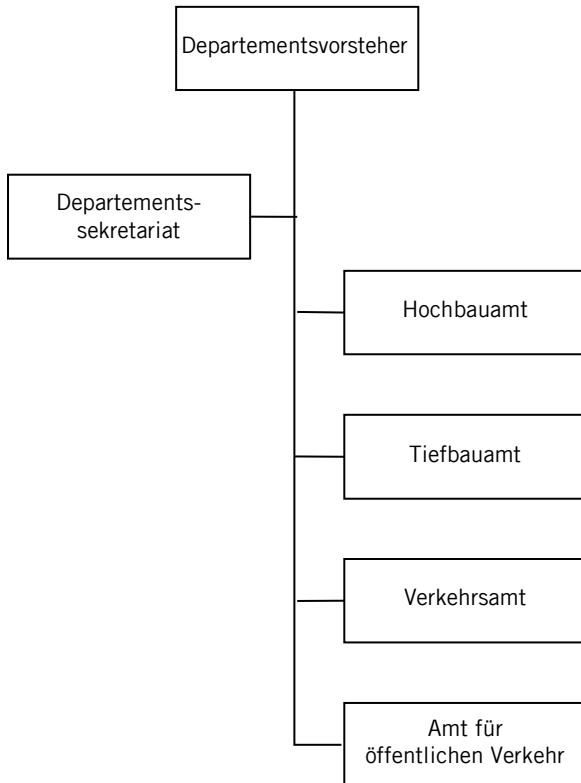 Departementsvorsteher
Departements-
sekretariat
Hochbauamt
Tiefbauamt
Verkehrsamt
Amt für
öffentlichen Verkehr